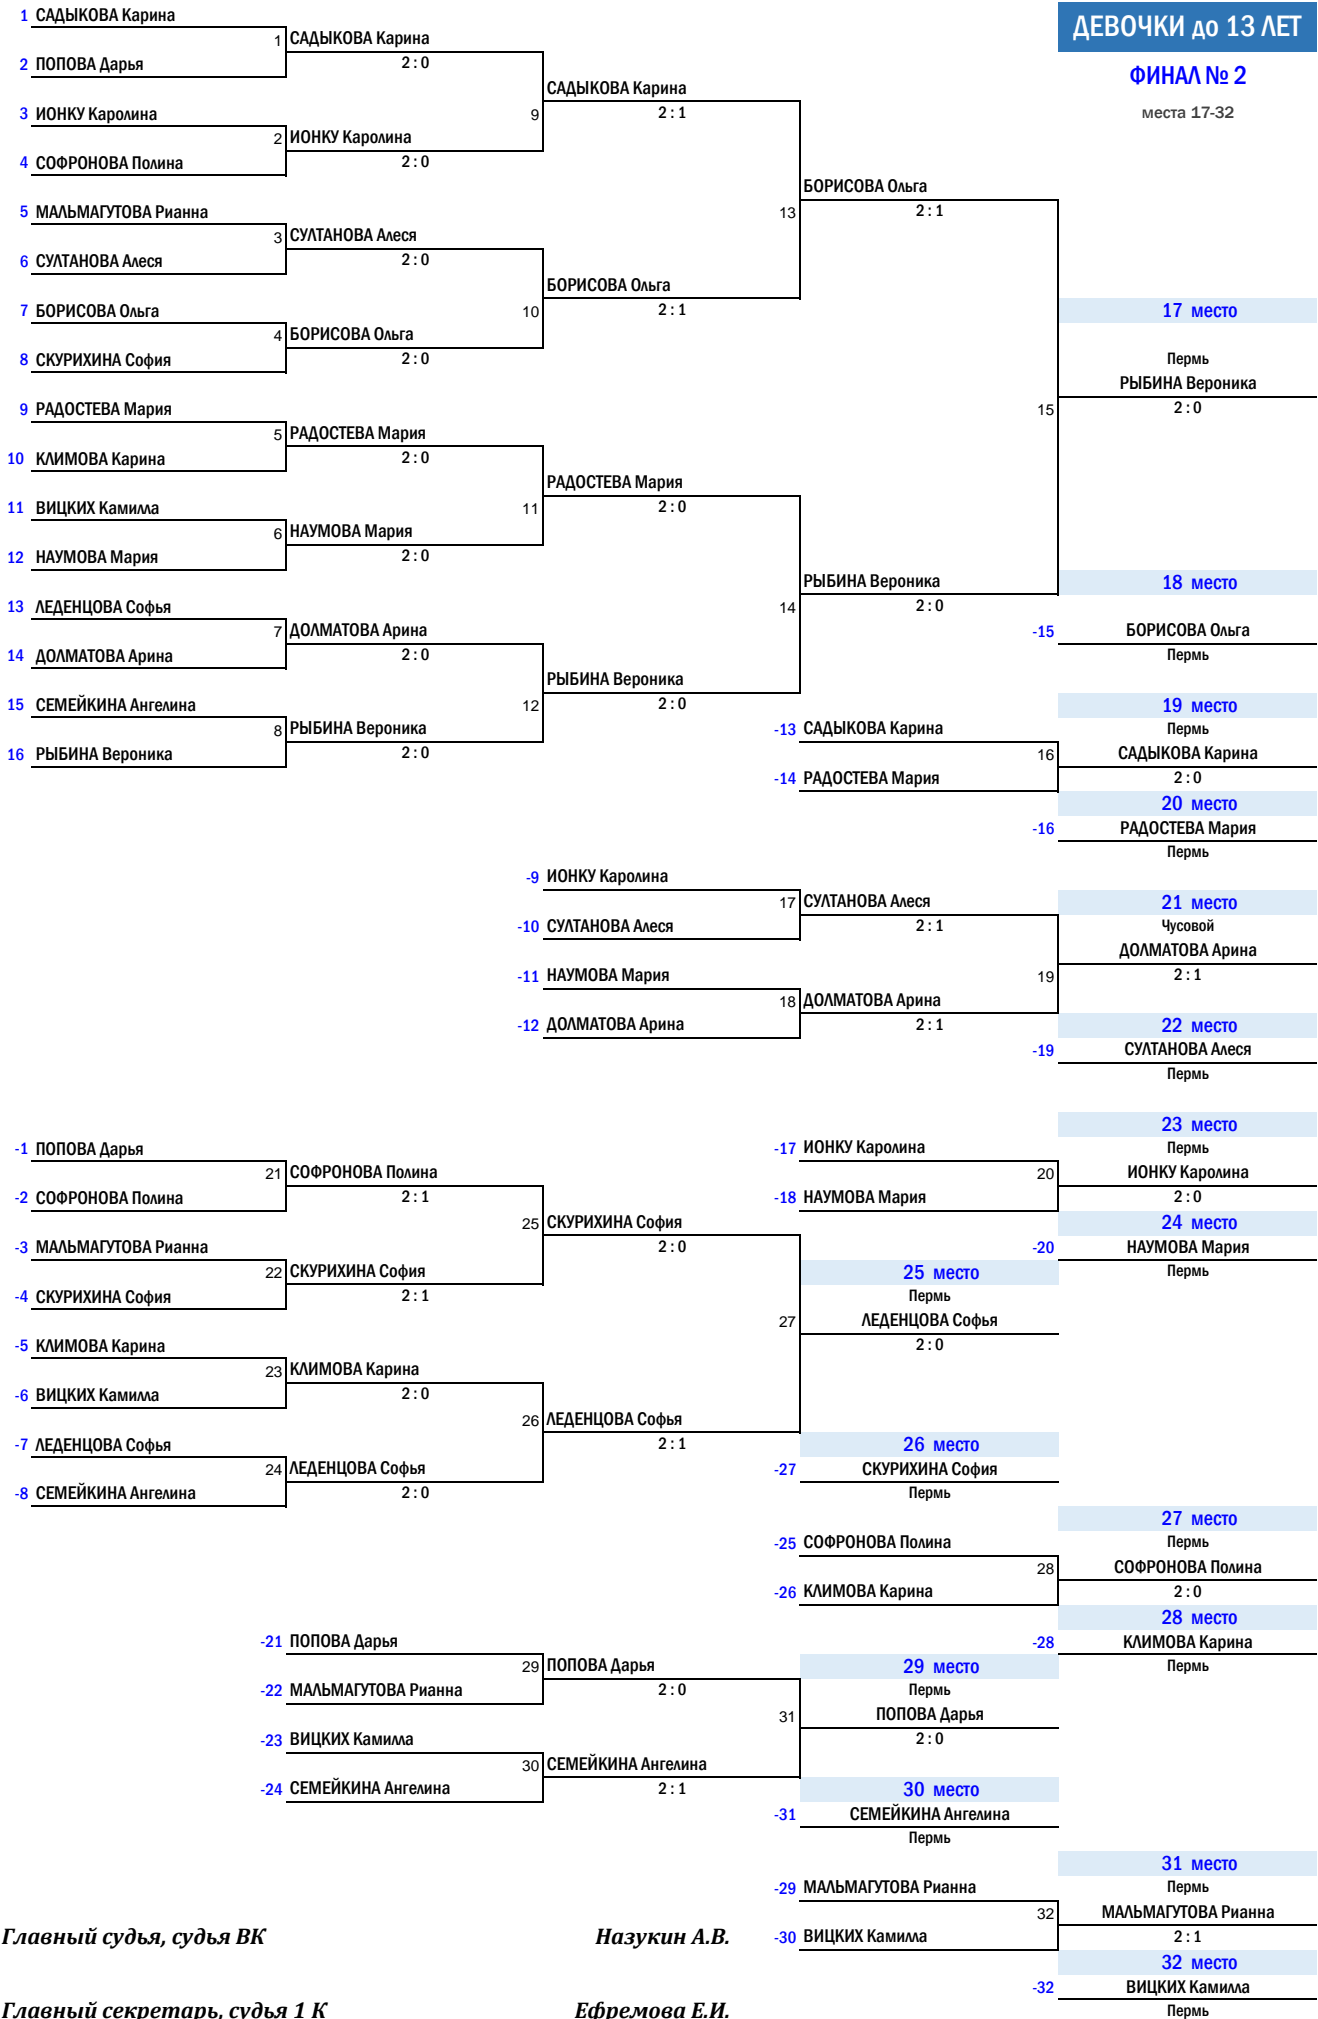 ДЕВОЧКИ до 13 ЛЕТ
ФИНАЛ № 2
места 17-32
1 САДЫКОВА Карина
1 САДЫКОВА Карина
2 ПОПОВА Дарья
2 : 0
САДЫКОВА Карина
3 ИОНКУ Каролина
9
2 : 1
2 ИОНКУ Каролина
4 СОФРОНОВА Полина
2 : 0
БОРИСОВА Ольга
5 МАЛЬМАГУТОВА Рианна
13
2 : 1
3 СУЛТАНОВА Алеся
6 СУЛТАНОВА Алеся
2 : 0
БОРИСОВА Ольга
7 БОРИСОВА Ольга
10
2 : 1
17 место
4 БОРИСОВА Ольга
8 СКУРИХИНА София
2 : 0
Пермь
РЫБИНА Вероника
9 РАДОСТЕВА Мария
15
2 : 0
5 РАДОСТЕВА Мария
10 КЛИМОВА Карина
2 : 0
РАДОСТЕВА Мария
11 ВИЦКИХ Камилла
11
2 : 0
6 НАУМОВА Мария
12 НАУМОВА Мария
2 : 0
РЫБИНА Вероника
18 место
13 ЛЕДЕНЦОВА Софья
14
2 : 0
7 ДОЛМАТОВА Арина
-15 БОРИСОВА Ольга
14 ДОЛМАТОВА Арина
2 : 0
Пермь
РЫБИНА Вероника
15 СЕМЕЙКИНА Ангелина
12
2 : 0
19 место
8 РЫБИНА Вероника
-13 САДЫКОВА Карина
Пермь
16 РЫБИНА Вероника
2 : 0
16
САДЫКОВА Карина
-14 РАДОСТЕВА Мария
2 : 0
20 место
-16 РАДОСТЕВА Мария
Пермь
-9 ИОНКУ Каролина
17 СУЛТАНОВА Алеся
21 место
-10 СУЛТАНОВА Алеся
2 : 1
Чусовой
ДОЛМАТОВА Арина
-11 НАУМОВА Мария
19
2 : 1
18 ДОЛМАТОВА Арина
-12 ДОЛМАТОВА Арина
2 : 1
22 место
-19 СУЛТАНОВА Алеся
Пермь
23 место
-1 ПОПОВА Дарья
-17 ИОНКУ Каролина
Пермь
21 СОФРОНОВА Полина
20
ИОНКУ Каролина
-2 СОФРОНОВА Полина
2 : 1
-18 НАУМОВА Мария
2 : 0
25 СКУРИХИНА София
24 место
-3 МАЛЬМАГУТОВА Рианна
2 : 0
-20 НАУМОВА Мария
22 СКУРИХИНА София
25 место
Пермь
-4 СКУРИХИНА София
2 : 1
Пермь
27
ЛЕДЕНЦОВА Софья
-5 КЛИМОВА Карина
2 : 0
23 КЛИМОВА Карина
-6 ВИЦКИХ Камилла
2 : 0
26 ЛЕДЕНЦОВА Софья
-7 ЛЕДЕНЦОВА Софья
2 : 1
26 место
24 ЛЕДЕНЦОВА Софья
-27 СКУРИХИНА София
-8 СЕМЕЙКИНА Ангелина
2 : 0
Пермь
27 место
-25 СОФРОНОВА Полина
Пермь
28
СОФРОНОВА Полина
-26 КЛИМОВА Карина
2 : 0
28 место
-21 ПОПОВА Дарья
-28 КЛИМОВА Карина
29 ПОПОВА Дарья
29 место
Пермь
-22 МАЛЬМАГУТОВА Рианна
2 : 0
Пермь
31
ПОПОВА Дарья
-23 ВИЦКИХ Камилла
2 : 0
30 СЕМЕЙКИНА Ангелина
-24 СЕМЕЙКИНА Ангелина
2 : 1
30 место
-31 СЕМЕЙКИНА Ангелина
Пермь
31 место
-29 МАЛЬМАГУТОВА Рианна
Пермь
32
МАЛЬМАГУТОВА Рианна
Главный судья, судья ВК
Назукин А.В.
-30 ВИЦКИХ Камилла
2 : 1
32 место
-32 ВИЦКИХ Камилла
Главный секретарь, судья 1 К
Ефремова Е.И.
Пермь